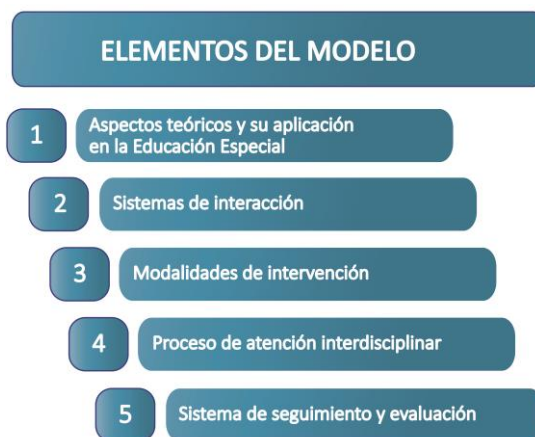 ELEMENTOS DEL MODELO
1
Aspectos teóricos y su aplicación
en la Educación Especial
2
Sistemas de interacción
3
Modalidades de intervención
4
Proceso de atención interdisciplinar
5
Sistema de seguimiento y evaluación